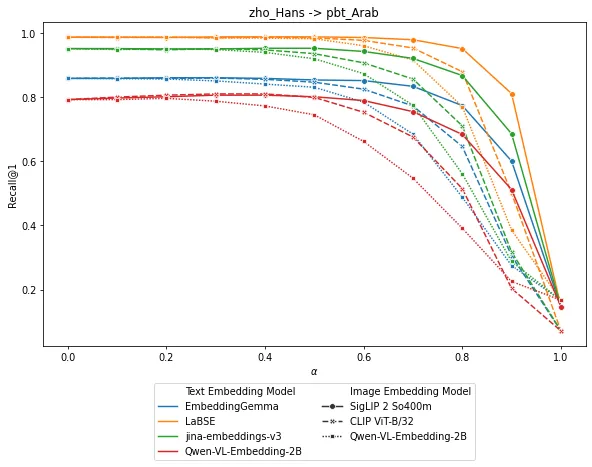 zho_Hans -> pbt_Arab
Recall@1
1.0
0.8
0.6
0.4
0.2
0.0
0.2
0.4
0.6
0.8
1.0
α
Text Embedding Model
EmbeddingGemma
LaBSE
jina-embeddings-v3
Qwen-VL-Embedding-2B
Image Embedding Model
SigLIP 2 So400m
CLIP ViT-B/32
Qwen-VL-Embedding-2B